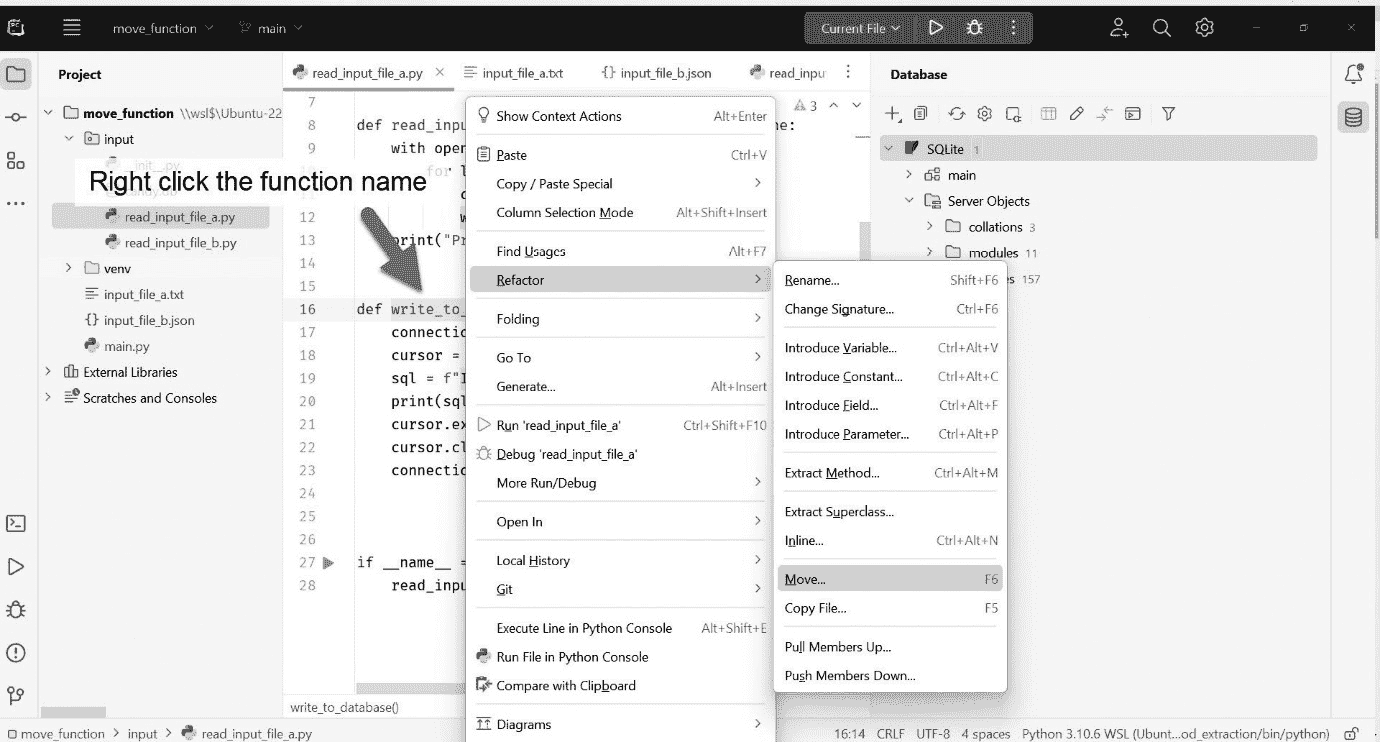 move_function
main
Current File
Project
read_input_file_a.py
input_file_a.txt
{} input_file_b.json
read_inpu
Database
move_function \\wsl$\Ubuntu-22
input
__init__.py
Right click the function name
read_input_file_a.py
read_input_file_b.py
venv
input_file_a.txt
{} input_file_b.json
main.py
External Libraries
Scratches and Consoles
7
8 def read_inpu
9 with open
for l
12
13 print("Pr
14
15
16 def write_to_
17 connectio
18 cursor =
19 sql = f"I
20 print(sql
21 cursor.ex
22 cursor.cl
23 connectio
24
25
26
27 if __name__ =
28 read_inpu
3
Show Context Actions Alt+Enter
Paste Ctrl+V
Copy / Paste Special
Column Selection Mode Alt+Shift+Insert
Find Usages Alt+F7
Refactor
Folding
Go To
Generate... Alt+Insert
Run 'read_input_file_a' Ctrl+Shift+F10
Debug 'read_input_file_a'
More Run/Debug
Open In
Local History
Git
Execute Line in Python Console Alt+Shift+E
Run File in Python Console
Compare with Clipboard
Diagrams
Rename... Shift+F6
Change Signature... Ctrl+F6
Introduce Variable... Ctrl+Alt+V
Introduce Constant... Ctrl+Alt+C
Introduce Field... Ctrl+Alt+F
Introduce Parameter... Ctrl+Alt+P
Extract Method... Ctrl+Alt+M
Extract Superclass...
Inline... Ctrl+Alt+N
Move... F6
Copy File... F5
Pull Members Up...
Push Members Down...
SQLite 1
main
Server Objects
collations 3
modules 11
157
write_to_database()
move_function > input > read_input_file_a.py
16:14 CRLF UTF-8 4 spaces Python 3.10.6 WSL (Ubunt...od_extraction/bin/python)